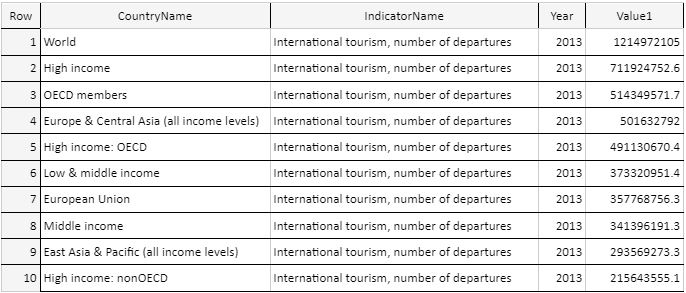 Row CountryName IndicatorName Year Value1
1 World International tourism, number of departures 2013 1214972105
2 High income International tourism, number of departures 2013 711924752.6
3 OECD members International tourism, number of departures 2013 514349571.7
4 Europe & Central Asia (all income levels) International tourism, number of departures 2013 501632792
5 High income: OECD International tourism, number of departures 2013 491130670.4
6 Low & middle income International tourism, number of departures 2013 373320951.4
7 European Union International tourism, number of departures 2013 357768756.3
8 Middle income International tourism, number of departures 2013 341396191.3
9 East Asia & Pacific (all income levels) International tourism, number of departures 2013 293569273.3
10 High income: nonOECD International tourism, number of departures 2013 215643555.1